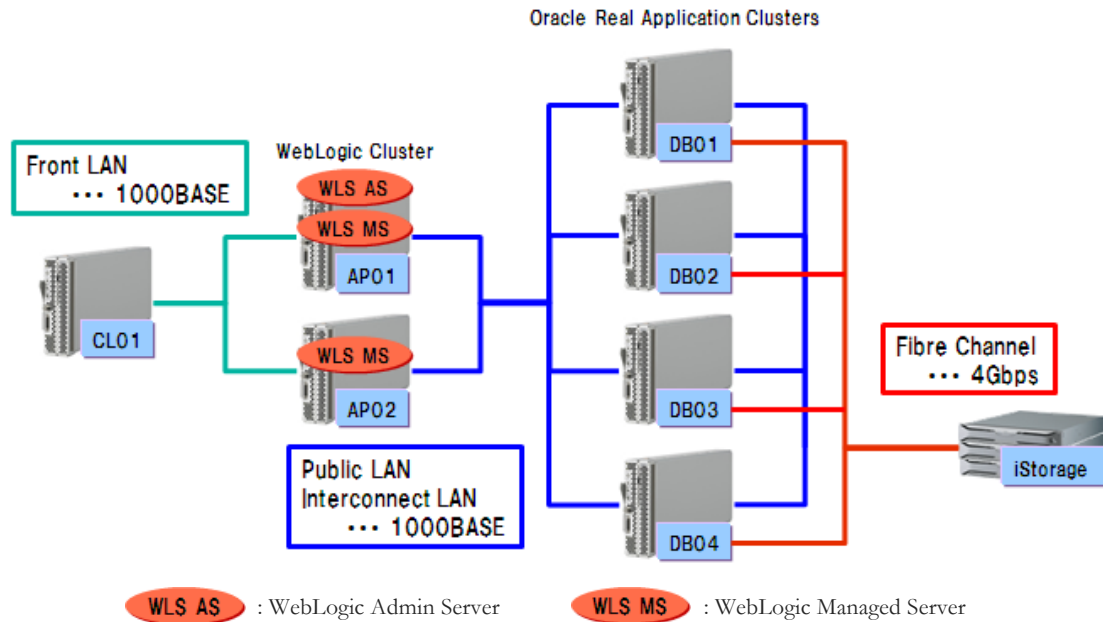 Oracle Real Application Clusters
DB01
Front LAN
••• 1000BASE
WebLogic Cluster
WLS AS
WLS MS
AP01
DB02
CL01
WLS MS
AP02
Fibre Channel
••• 4Gbps
DB03
Public LAN
Interconnect LAN
••• 1000BASE
iStorage
DB04
WLS AS : WebLogic Admin Server
WLS MS : WebLogic Managed Server